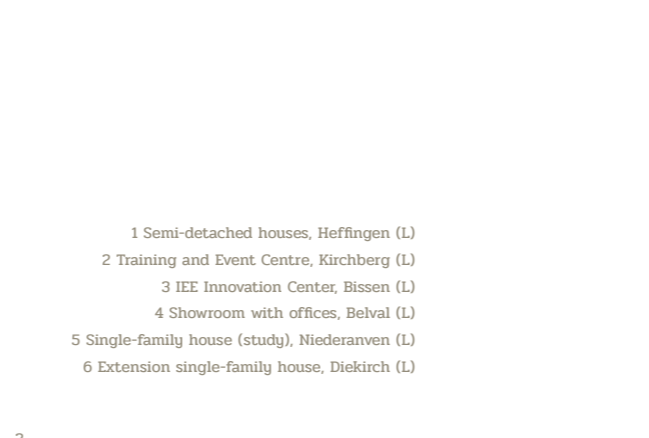 1 Semi-detached houses, Heffingen (L)
2 Training and Event Centre, Kirchberg (L)
3 IEE Innovation Center, Bissen (L)
4 Showroom with offices, Belval (L)
5 Single-family house (study), Niederanven (L)
6 Extension single-family house, Diekirch (L)